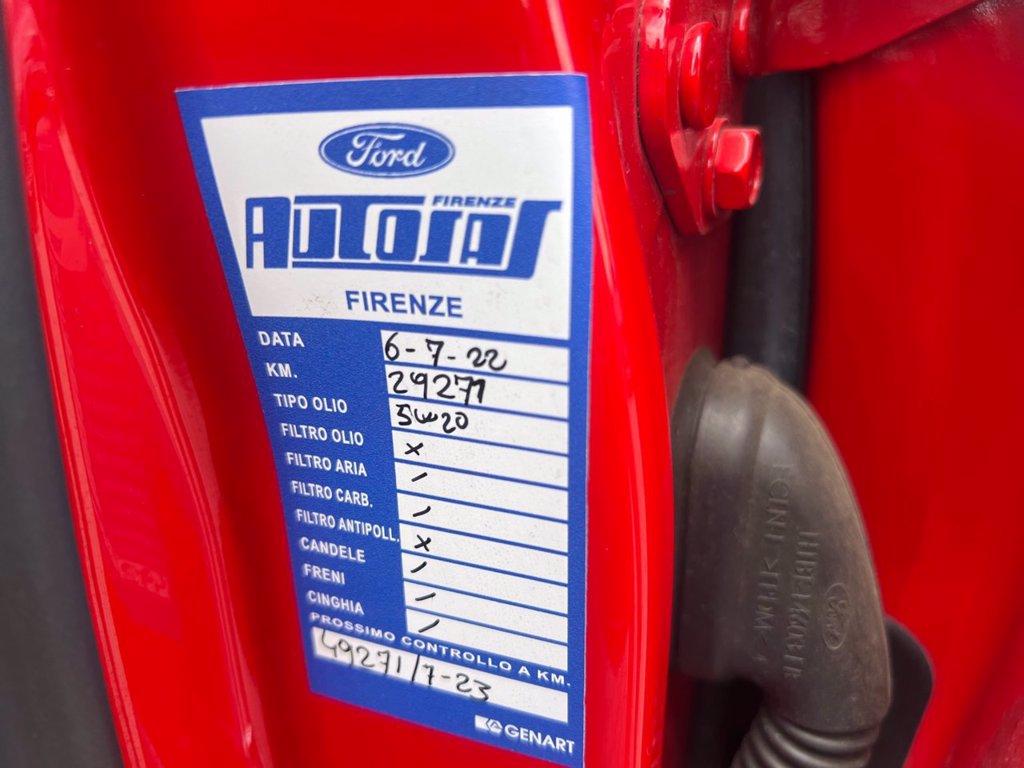 Ford
FIRENZE
AUTOSAS
FIRENZE
DATA 6-7-22
KM. 29271
TIPO OLIO 5w20
FILTRO OLIO x
FILTRO ARIA /
FILTRO CARB. /
FILTRO ANTIPOLL. x
CANDELE /
FRENI /
CINGHIA /
PROSSIMO CONTROLLO A KM.
49271/7-23
GENART
Ford